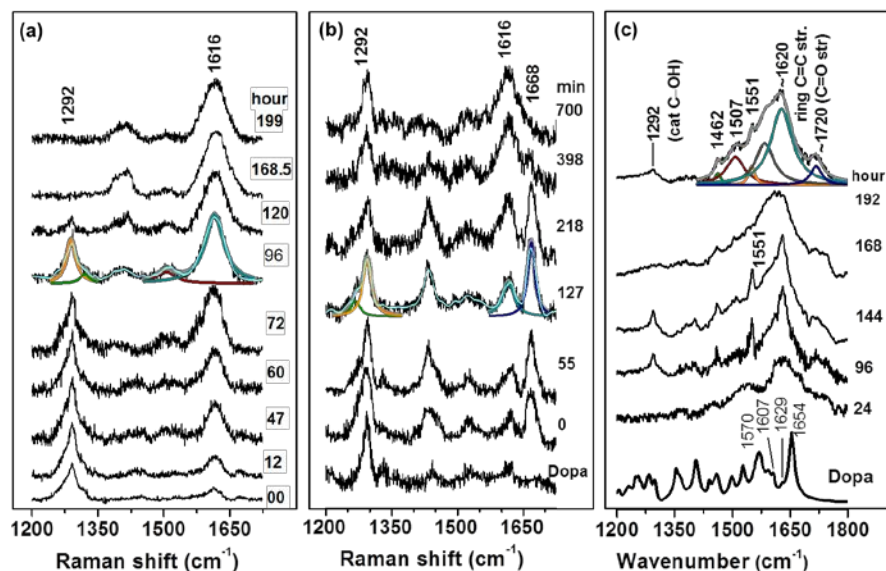 (a)
1292
1616
hour
199
168.5
120
96
72
60
47
12
00
1200 1350 1500 1650
Raman shift (cm⁻¹)
(b)
1292
1616
1668
min
700
398
218
127
55
0
Dopa
1200 1350 1500 1650
Raman shift (cm⁻¹)
(c)
1292
(cat C–OH)
1462
1507
1551
~1620
ring C=C str.
~1720 (C=O str)
hour
192
168
1551
144
96
24
1570
1607
1629
1654
Dopa
1200 1350 1500 1650 1800
Wavenumber (cm⁻¹)